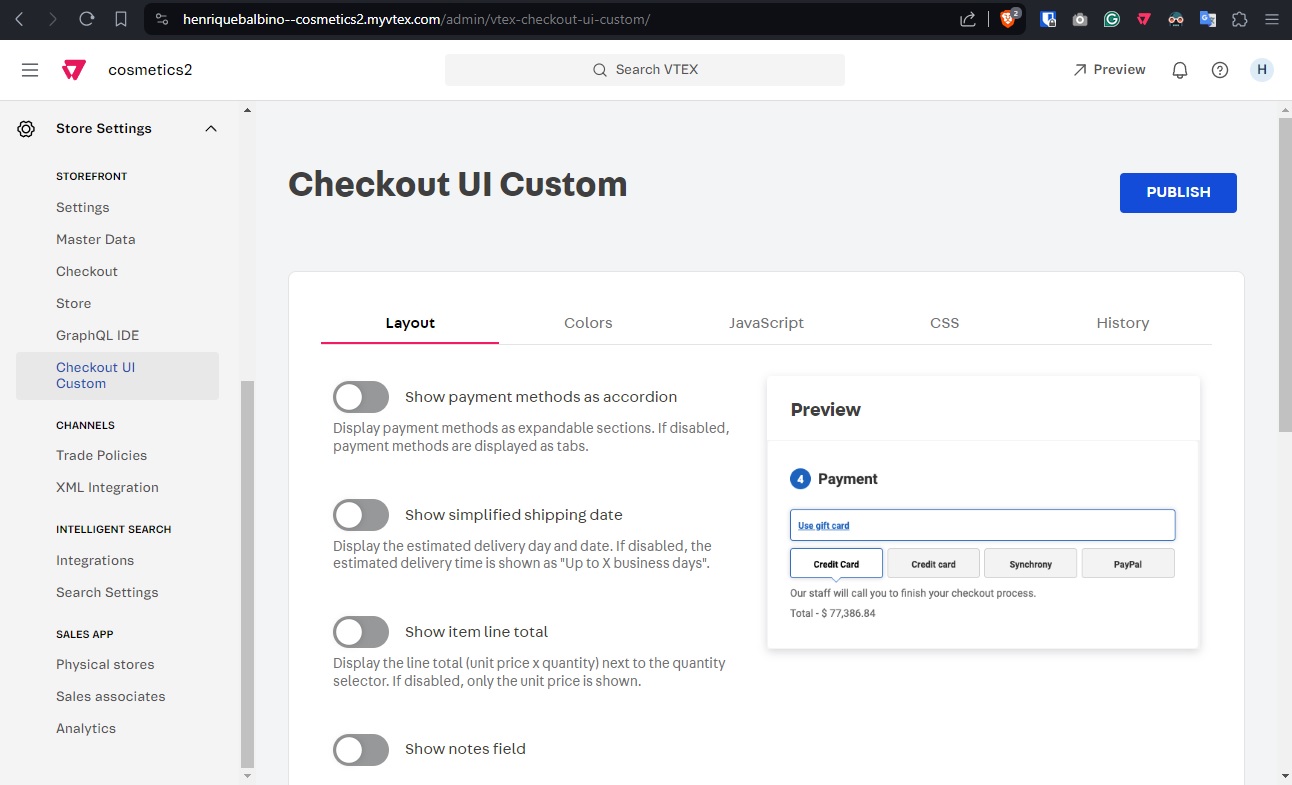 henriquebalbino--cosmetics2.myvtex.com/admin/vtex-checkout-ui-custom/
2
cosmetics2
Search VTEX
Preview
H
Store Settings
STOREFRONT
Settings
Master Data
Checkout
Store
GraphQL IDE
Checkout UI
Custom
CHANNELS
Trade Policies
XML Integration
INTELLIGENT SEARCH
Integrations
Search Settings
SALES APP
Physical stores
Sales associates
Analytics
Checkout UI Custom
PUBLISH
Layout
Colors
JavaScript
CSS
History
Show payment methods as accordion
Display payment methods as expandable sections. If disabled,
payment methods are displayed as tabs.
Show simplified shipping date
Display the estimated delivery day and date. If disabled, the
estimated delivery time is shown as "Up to X business days".
Show item line total
Display the line total (unit price x quantity) next to the quantity
selector. If disabled, only the unit price is shown.
Show notes field
Preview
4 Payment
Use gift card
Credit Card
Credit card
Synchrony
PayPal
Our staff will call you to finish your checkout process.
Total - $ 77,386.84